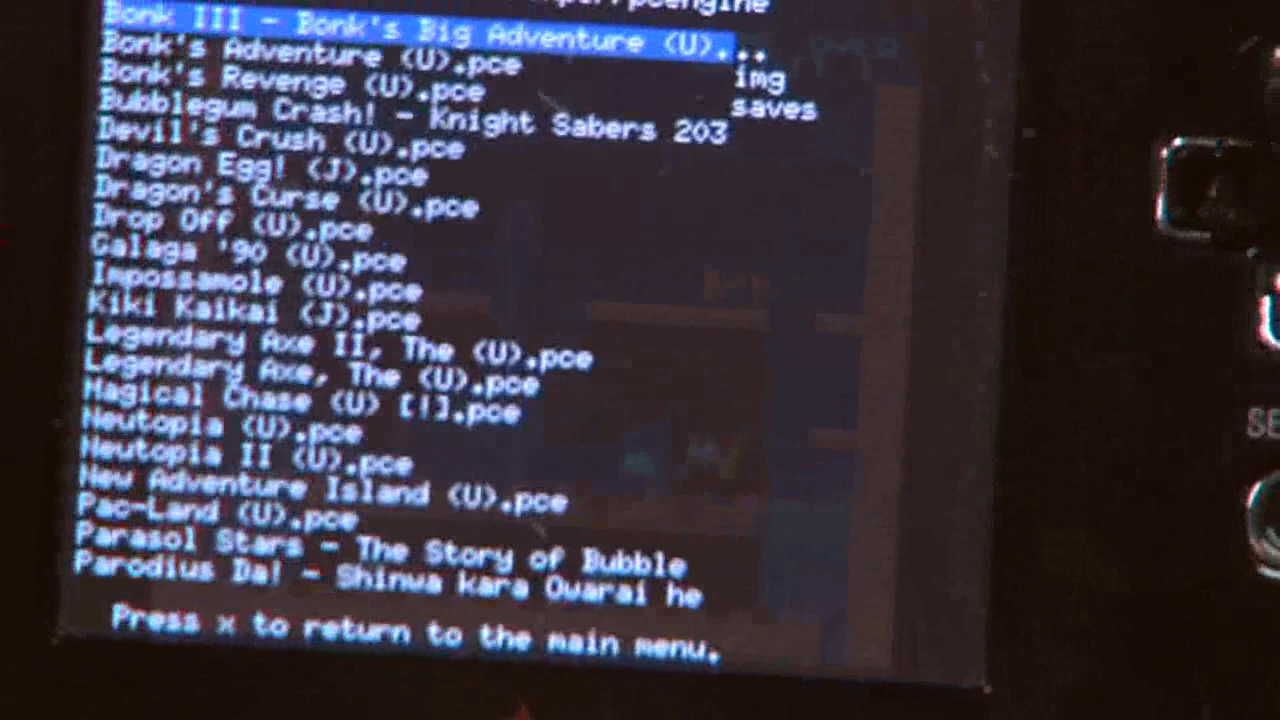 pcengine
Bonk III - Bonk's Big Adventure (U)...
Bonk's Adventure (U).pce
img
Bonk's Revenge (U).pce
saves
Bubblegum Crash! - Knight Sabers 203
Devil's Crush (U).pce
Dragon Egg! (J).pce
Dragon's Curse (U).pce
Drop Off (U).pce
Galaga '90 (U).pce
Impossamole (U).pce
Kiki Kaikai (J).pce
Legendary Axe II, The (U).pce
Legendary Axe, The (U).pce
Magical Chase (U) [!].pce
Neutopia (U).pce
Neutopia II (U).pce
New Adventure Island (U).pce
Pac-Land (U).pce
Parasol Stars - The Story of Bubble
Parodius Da! - Shinwa kara Owarai he
Press x to return to the main menu.
SE